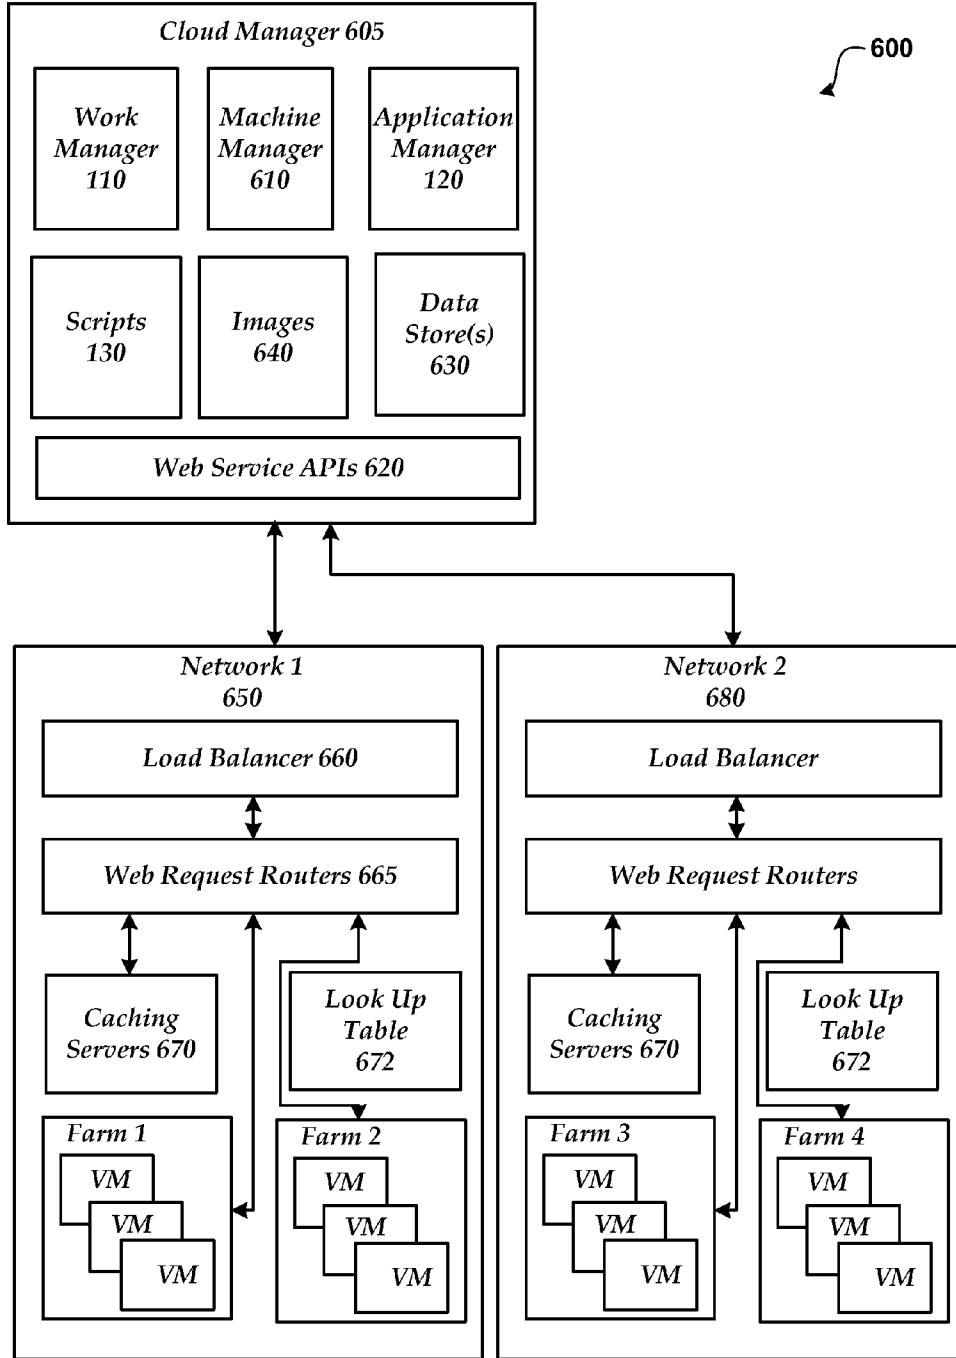 Cloud Manager 605
600
Work
Manager
110
Machine
Manager
610
Application
Manager
120
Scripts
130
Images
640
Data
Store(s)
630
Web Service APIs 620
Network 1
650
Load Balancer 660
Web Request Routers 665
Caching
Servers 670
Look Up
Table
672
Farm 1
VM
VM
VM
Farm 2
VM
VM
VM
Network 2
680
Load Balancer
Web Request Routers
Caching
Servers 670
Look Up
Table
672
Farm 3
VM
VM
VM
Farm 4
VM
VM
VM